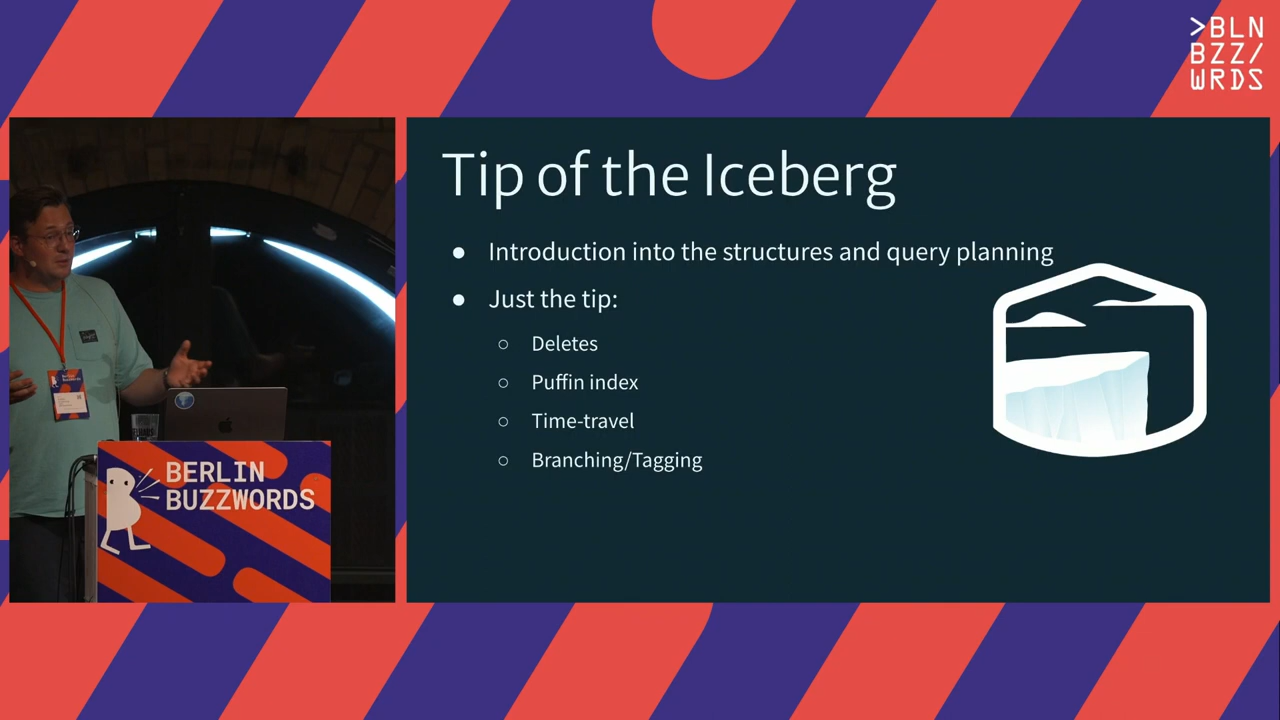 >BLN
BZZ/
WRDS
Tip of the Iceberg
● Introduction into the structures and query planning
● Just the tip:
○ Deletes
○ Puffin index
○ Time-travel
○ Branching/Tagging
BERLIN
BUZZWORDS